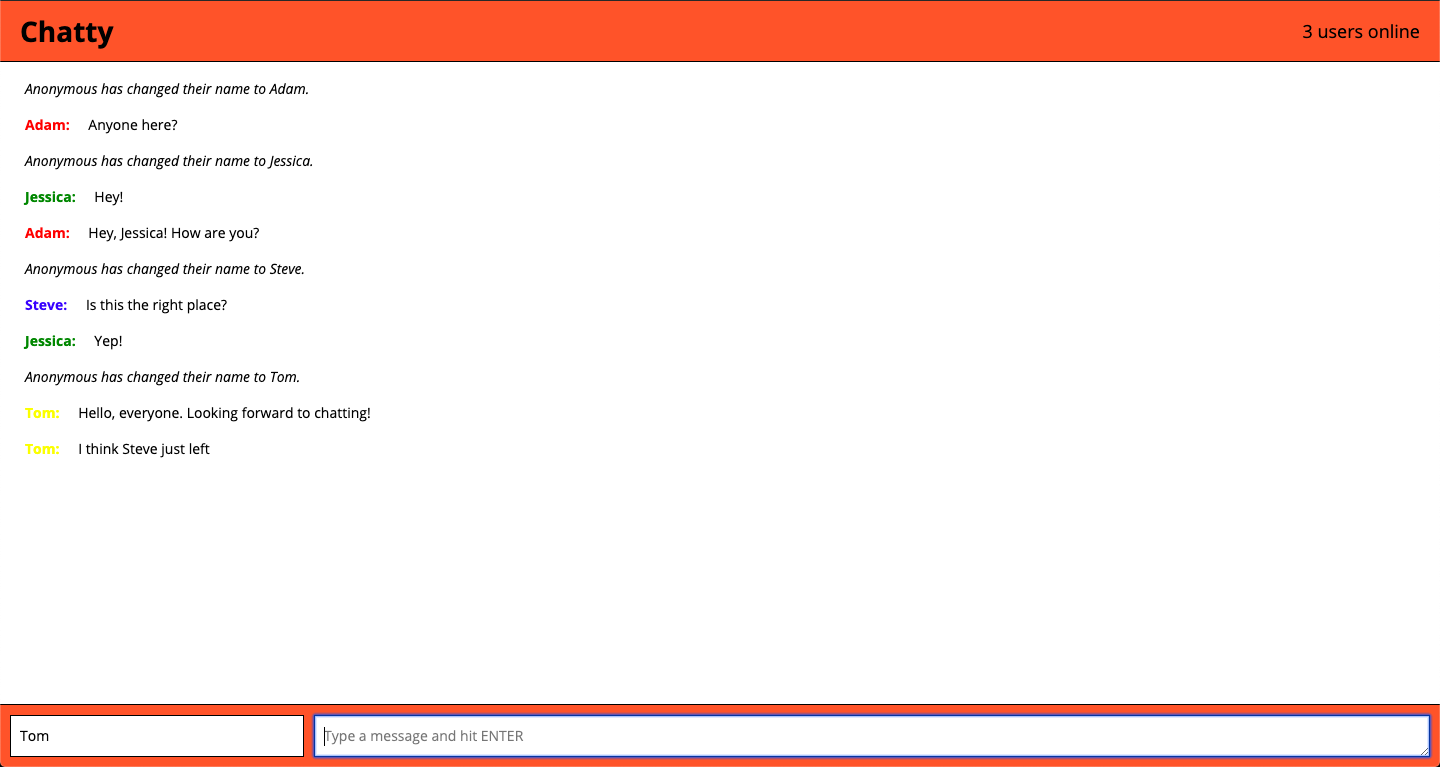 Chatty
3 users online
Anonymous has changed their name to Adam.
Adam: Anyone here?
Anonymous has changed their name to Jessica.
Jessica: Hey!
Adam: Hey, Jessica! How are you?
Anonymous has changed their name to Steve.
Steve: Is this the right place?
Jessica: Yep!
Anonymous has changed their name to Tom.
Tom: Hello, everyone. Looking forward to chatting!
Tom: I think Steve just left
Tom
Type a message and hit ENTER